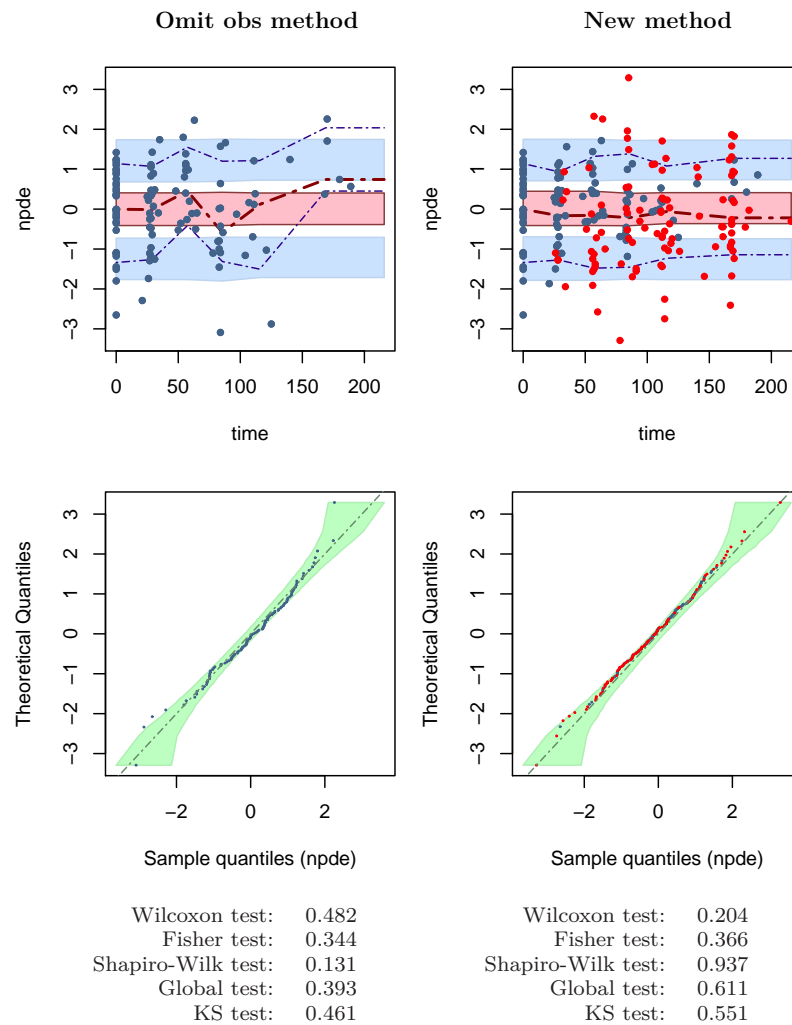 Omit obs method
New method
npde
3
2
1
0
−1
−2
−3
0 50 100 150 200
time
npde
3
2
1
0
−1
−2
−3
0 50 100 150 200
time
Theoretical Quantiles
3
2
1
0
−1
−2
−3
−2 0 2
Sample quantiles (npde)
Theoretical Quantiles
3
2
1
0
−1
−2
−3
−2 0 2
Sample quantiles (npde)
Wilcoxon test: 0.482
Fisher test: 0.344
Shapiro-Wilk test: 0.131
Global test: 0.393
KS test: 0.461
Wilcoxon test: 0.204
Fisher test: 0.366
Shapiro-Wilk test: 0.937
Global test: 0.611
KS test: 0.551